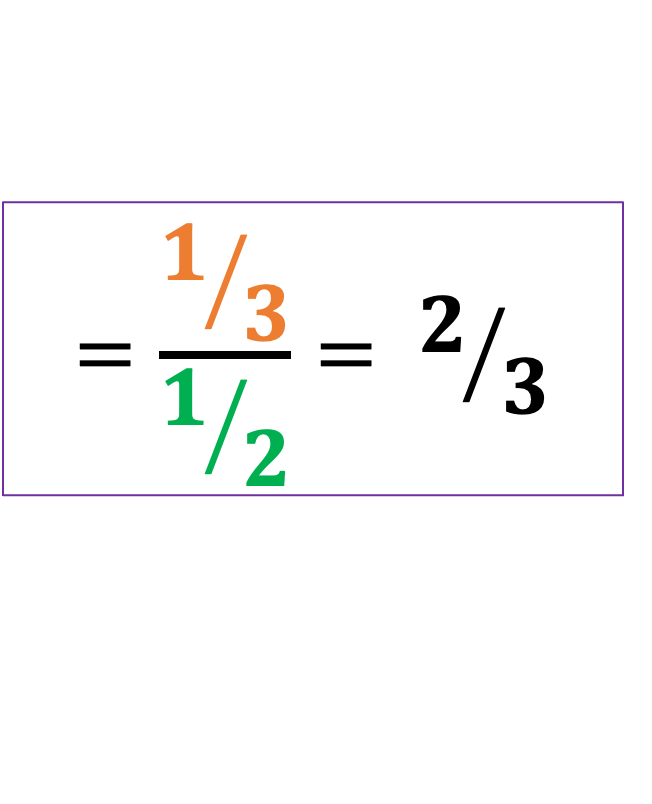 = 1/3 / 1/2 = 2/3